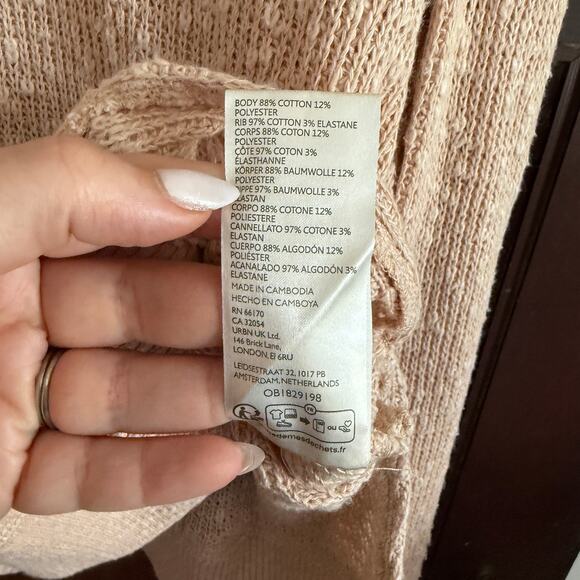 BODY 88% COTTON 12%
POLYESTER
RIB 97% COTTON 3% ELASTANE
CORPS 88% COTON 12%
POLYESTER
CÔTE 97% COTON 3%
ÉLASTHANNE
KÖRPER 88% BAUMWOLLE 12%
POLYESTER
97% BAUMWOLLE 3%
CORPO 88% COTONE 12%
POLIESTERE
CANNELLATO 97% COTONE 3%
ELASTAN
CUERPO 88% ALGODÓN 12%
POLIÉSTER
ACANALADO 97% ALGODÓN 3%
ELASTANE
MADE IN CAMBODIA
HECHO EN CAMBOYA
RN 66170
CA 32054
URBN UK Ltd.
146 Brick Lane,
LONDON, E1 6RU
LEIDSESTRAAT 32, 1017 PB
AMSTERDAM, NETHERLANDS
OB1829198
FR
OU